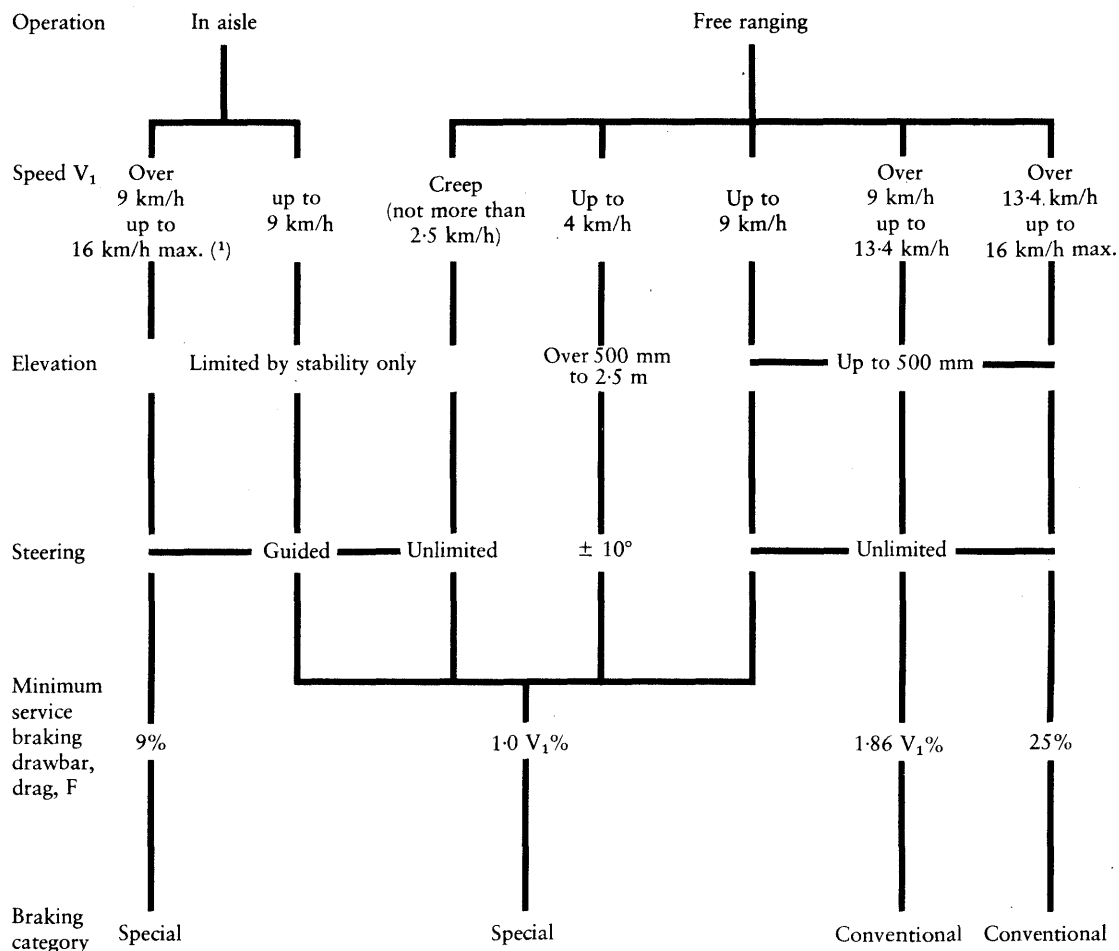 Operation In aisle Free ranging
Speed V₁
Over
9 km/h
up to
16 km/h max. (¹)
up to
9 km/h
Creep
(not more than
2·5 km/h)
Up to
4 km/h
Up to
9 km/h
Over
9 km/h
up to
13·4 km/h
Over
13·4 km/h
up to
16 km/h max.
Elevation
Limited by stability only
Over 500 mm
to 2·5 m
Up to 500 mm
Steering Guided Unlimited ± 10° Unlimited
Minimum
service
braking
drawbar,
drag, F
9% 1·0 V₁% 1·86 V₁% 25%
Braking
category
Special Special Conventional Conventional